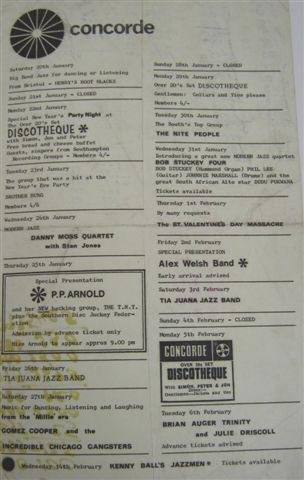 concorde
Saturday 20th January
Big Band Jazz for dancing or listening
From Bristol - HENRY'S BOOT BLACKS
Sunday 21st January - CLOSED
Monday 22nd January
Special New Year's Party Night at
The Over 20's Set
DISCOTHEQUE *
with Simon, Jon and Peter
Free bread and cheese buffet
Guests, singers from Southampton
Recording Groups - Members 4/-
Tuesday 23rd January
The group that was a hit at the
New Year's Eve Party
BROTHER BUNG
Members 4/6
Wednesday 24th January
MODERN JAZZ
DANNY MOSS QUARTET
with Stan Jones
Thursday 25th January
Special Presentation
P.P. ARNOLD
and her NEW backing group, THE T.N.T.
plus the Southern Disc Jockey Feder-
ation
Admission by advance ticket only
Miss Arnold to appear approx 9.00 pm
Friday 26th January
TIA JUANA JAZZ BAND
Saturday 27th January
Music for Dancing, Listening and Laughing
from the 'Millie' era
GOMEZ COOPER and the
INCREDIBLE CHICAGO GANGSTERS
Sunday 28th January - CLOSED
Monday 29th January
Over 20's Set DISCOTHEQUE
Gentlemen: Collars and Ties please
Members 4/-
Tuesday 30th January
The South's Top Group
THE NITE PEOPLE
Wednesday 31st January
Introducing a great new MODERN JAZZ quartet
BOB STUCKEY FOUR
BOB STUCKEY (Hammond Organ) PHIL LEE
(Guitar) JOHNNIE MARSHALL (Drums) and the
great South African Alto star DUDU PUKWANA
Tickets available
Thursday 1st February
By many requests
The ST. VALENTINES DAY MASSACRE
Friday 2nd February
SPECIAL PRESENTATION
Alex Welsh Band *
Early arrival advised
Saturday 3rd February
TIA JUANA JAZZ BAND
Sunday 4th February - CLOSED
Monday 5th February
CONCORDE
OVER 20s SET
DISCOTHEQUE
With SIMON, PETER & JON
Gentlemen—Jackets and ties
Tuesday 6th February
BRIAN AUGER TRINITY
and JULIE DRISCOLL
Advance tickets advised
Wednesday 14th February KENNY BALL'S JAZZMEN * Tickets available